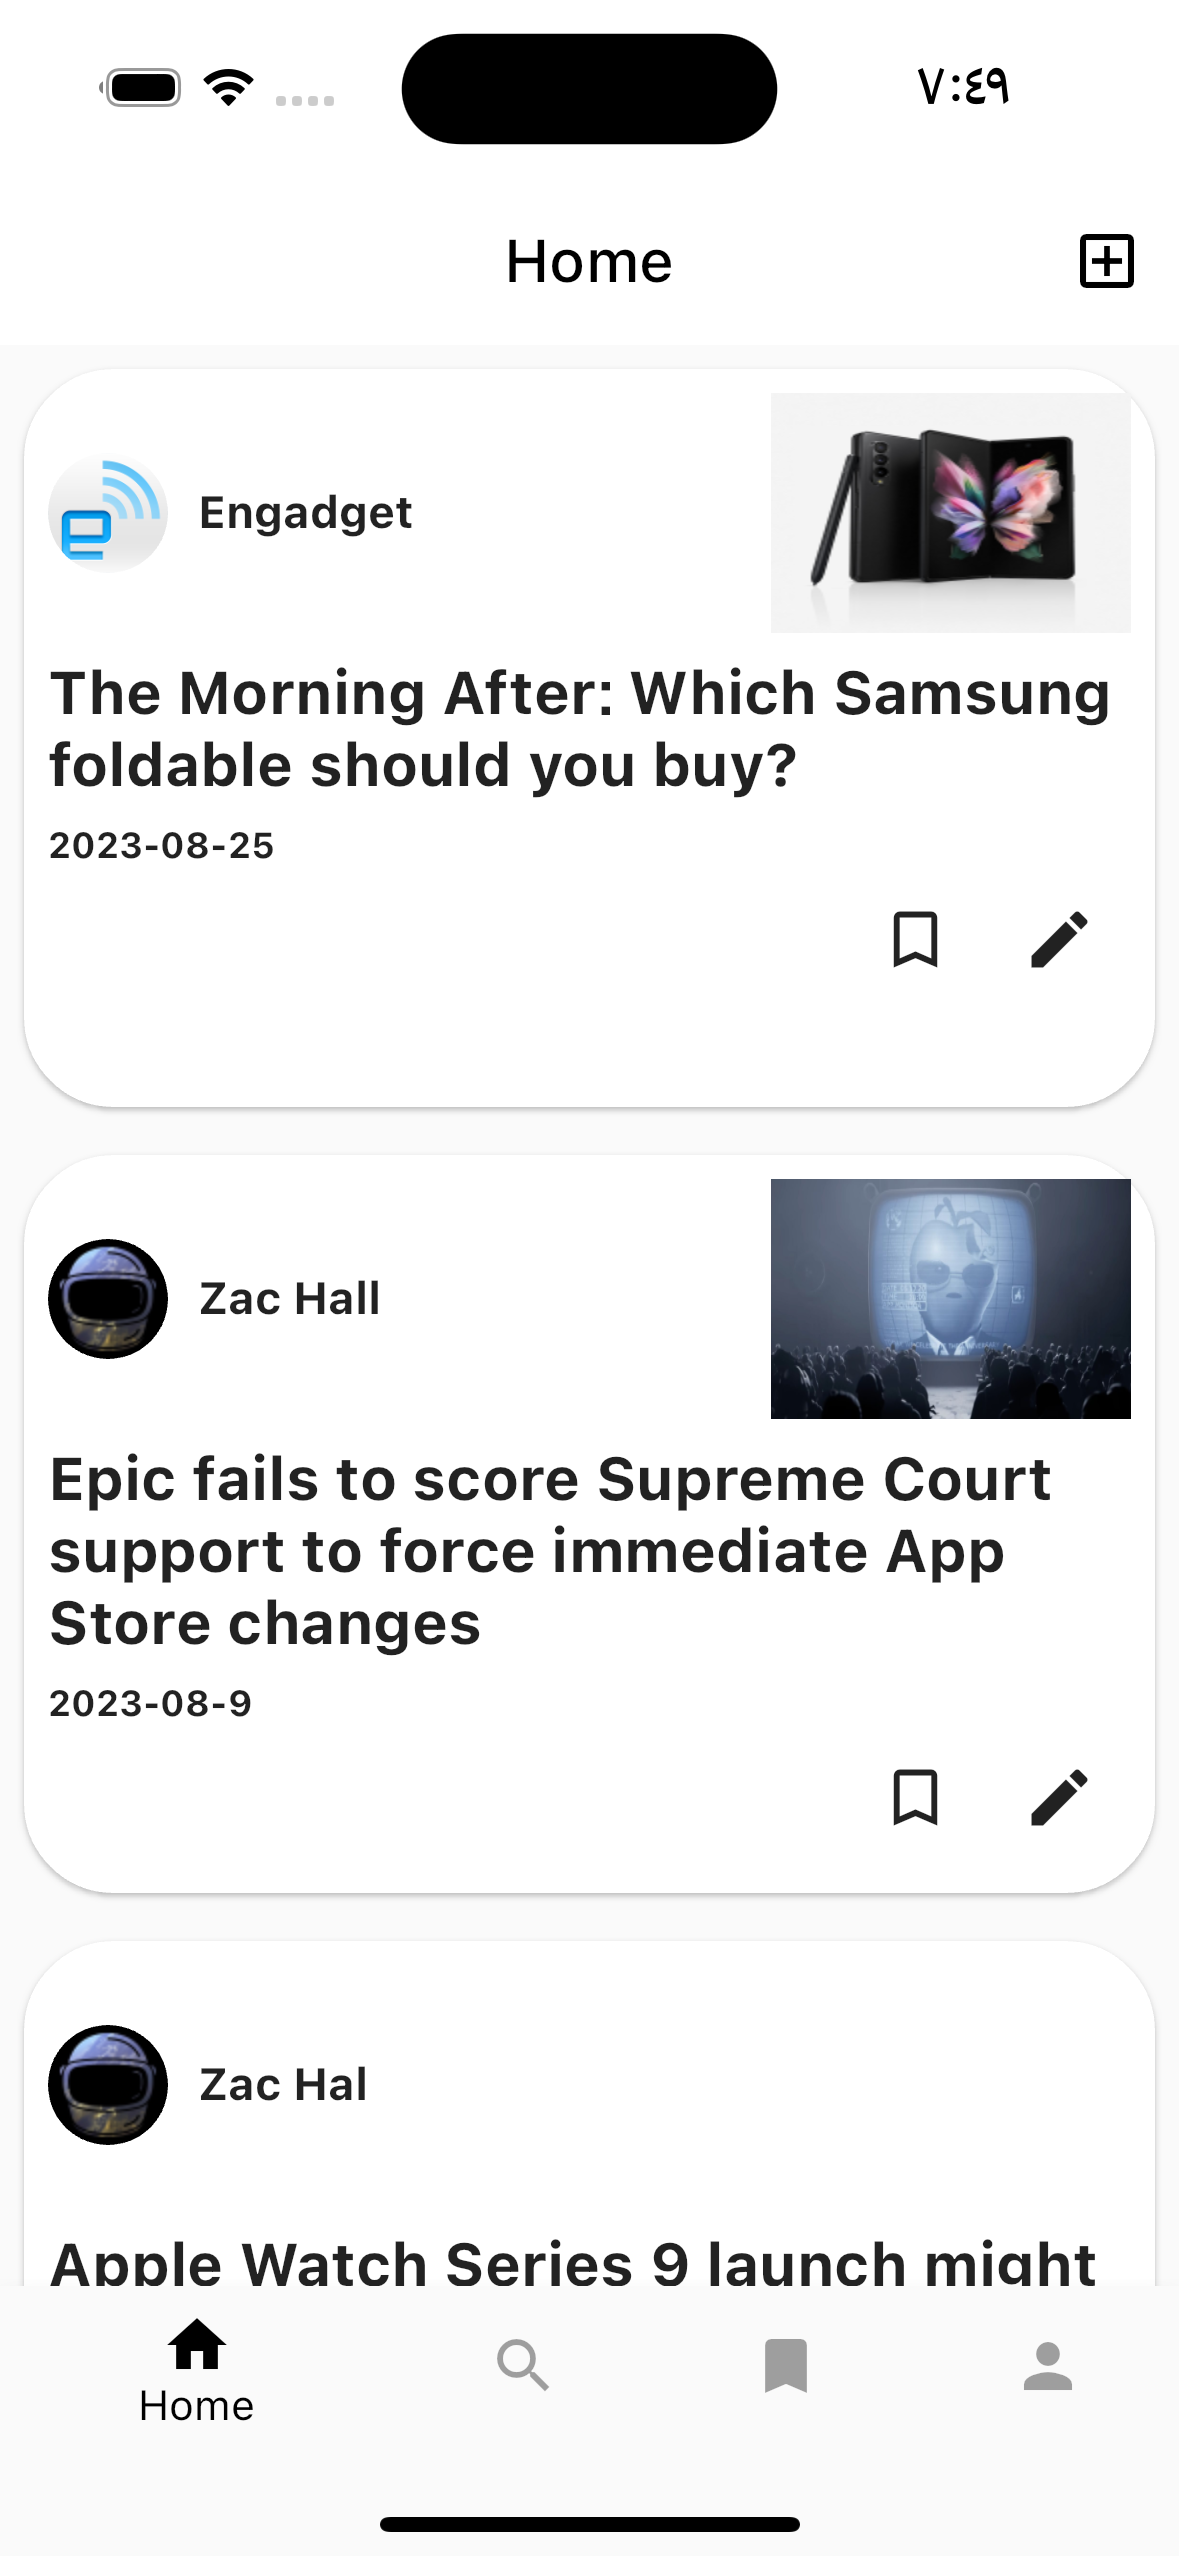 ٧:٤٩
Home
Engadget
The Morning After: Which Samsung
foldable should you buy?
2023-08-25
Zac Hall
Epic fails to score Supreme Court
support to force immediate App
Store changes
2023-08-9
Zac Hal
Apple Watch Series 9 launch might
Home